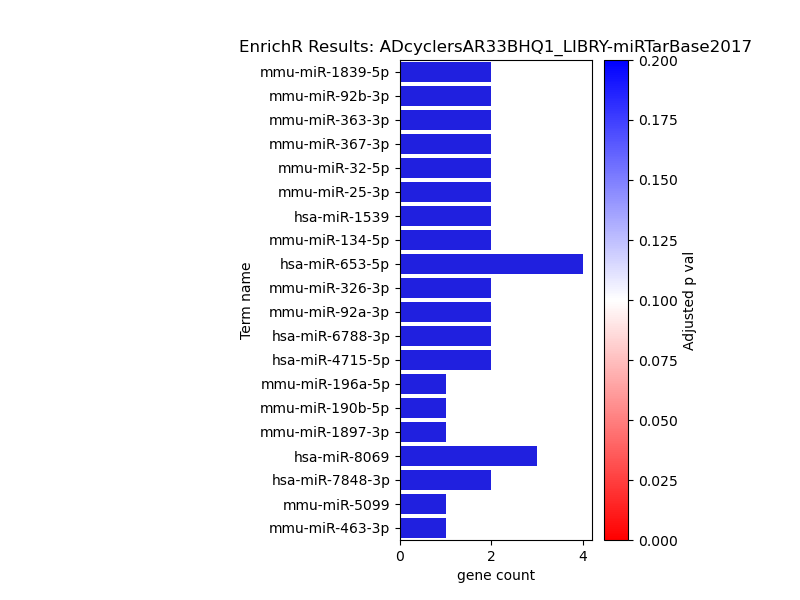 EnrichR Results: ADcyclersAR33BHQ1_LIBRY-miRTarBase2017
mmu-miR-1839-5p
mmu-miR-92b-3p
mmu-miR-363-3p
mmu-miR-367-3p
mmu-miR-32-5p
mmu-miR-25-3p
hsa-miR-1539
mmu-miR-134-5p
hsa-miR-653-5p
mmu-miR-326-3p
mmu-miR-92a-3p
hsa-miR-6788-3p
hsa-miR-4715-5p
mmu-miR-196a-5p
mmu-miR-190b-5p
mmu-miR-1897-3p
hsa-miR-8069
hsa-miR-7848-3p
mmu-miR-5099
mmu-miR-463-3p
Term name
0 2 4
gene count
0.200
0.175
0.150
0.125
0.100
0.075
0.050
0.025
0.000
Adjusted p val